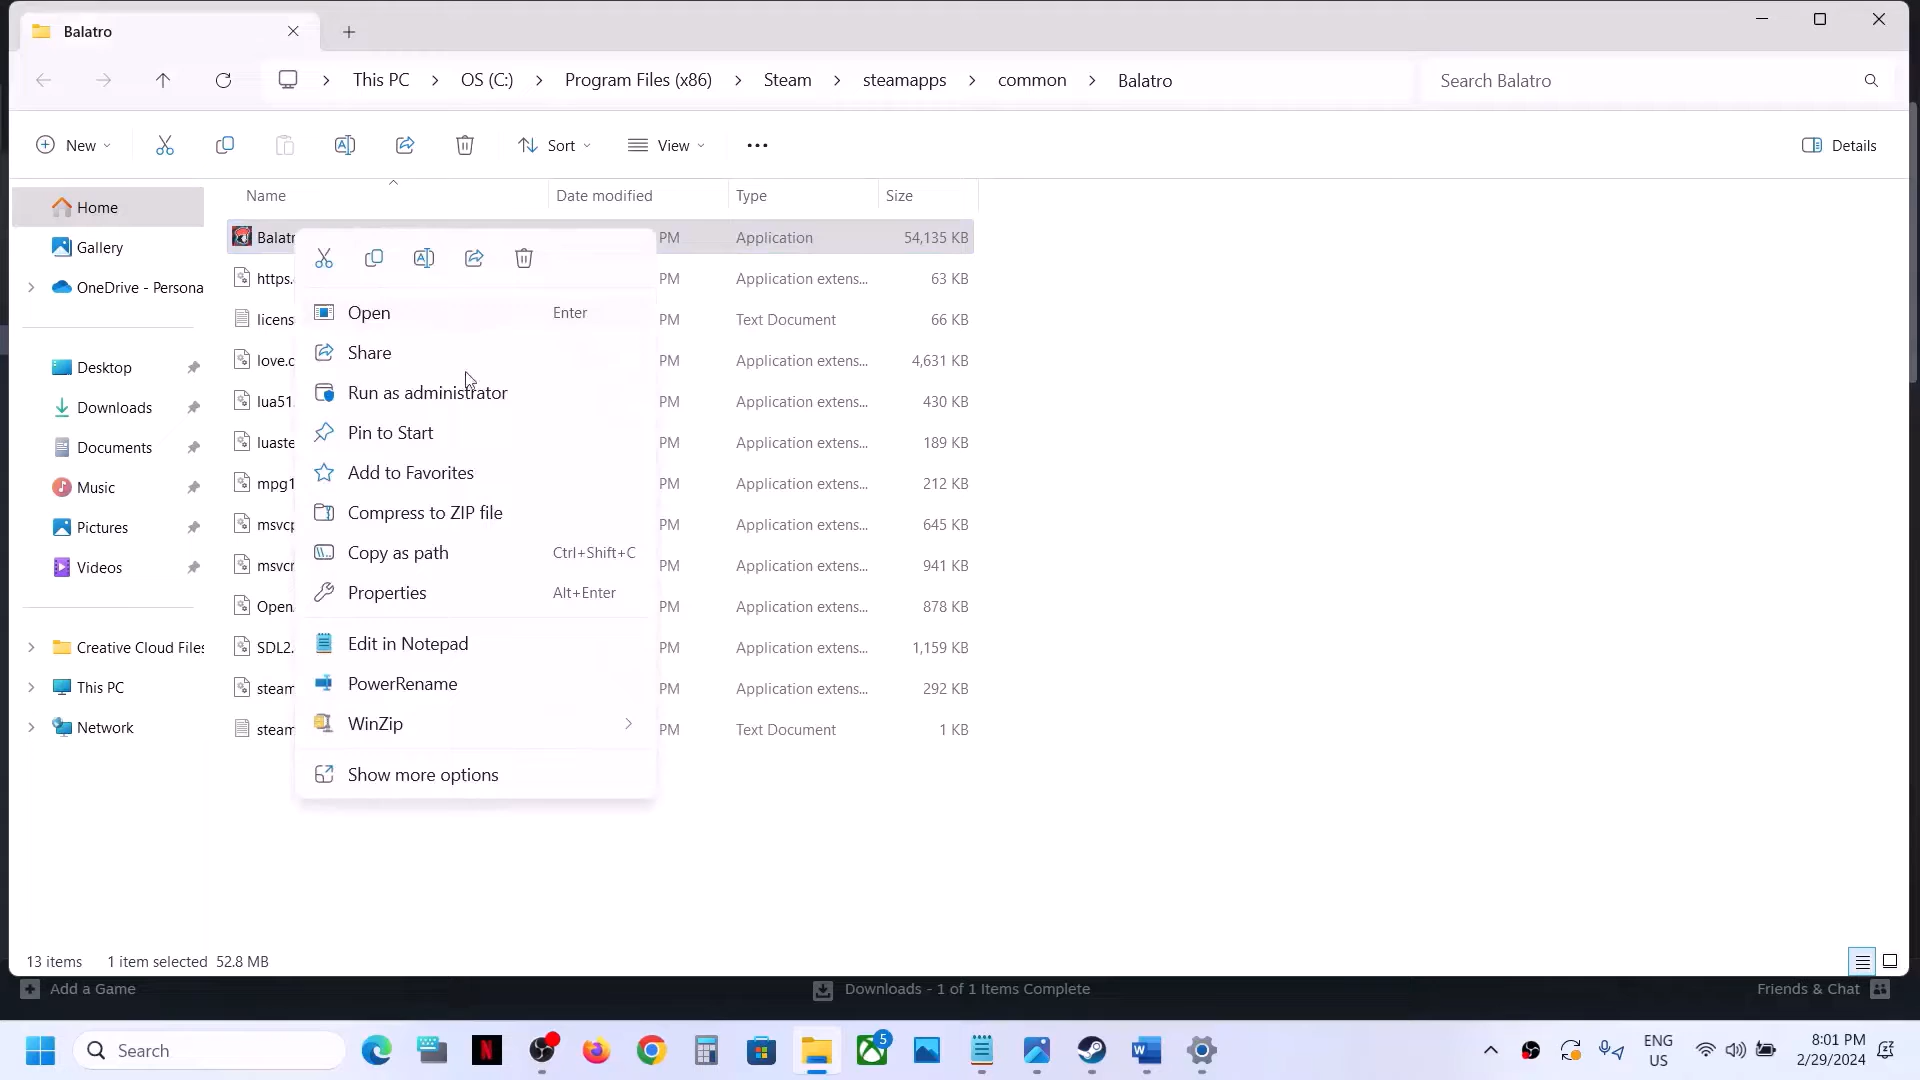 Balatro
This PC > OS (C:) > Program Files (x86) > Steam > steamapps > common > Balatro
Search Balatro
New
Sort
View
Details
Name
Date modified
Type
Size
Home
Gallery
OneDrive - Persona
Desktop
Downloads
Documents
Music
Pictures
Videos
Creative Cloud Files
This PC
Network
Balatr PM Application 54,135 KB
https. PM Application extens... 63 KB
licens PM Text Document 66 KB
love.c PM Application extens... 4,631 KB
lua51. PM Application extens... 430 KB
luaste PM Application extens... 189 KB
mpg1 PM Application extens... 212 KB
msvcp PM Application extens... 645 KB
msvcr PM Application extens... 941 KB
Open. PM Application extens... 878 KB
SDL2. PM Application extens... 1,159 KB
steam PM Application extens... 292 KB
steam PM Text Document 1 KB
Open Enter
Share
Run as administrator
Pin to Start
Add to Favorites
Compress to ZIP file
Copy as path Ctrl+Shift+C
Properties Alt+Enter
Edit in Notepad
PowerRename
WinZip
Show more options
13 items 1 item selected 52.8 MB
Add a Game
Downloads - 1 of 1 Items Complete
Friends & Chat
Search
5
ENG
US
8:01 PM
2/29/2024